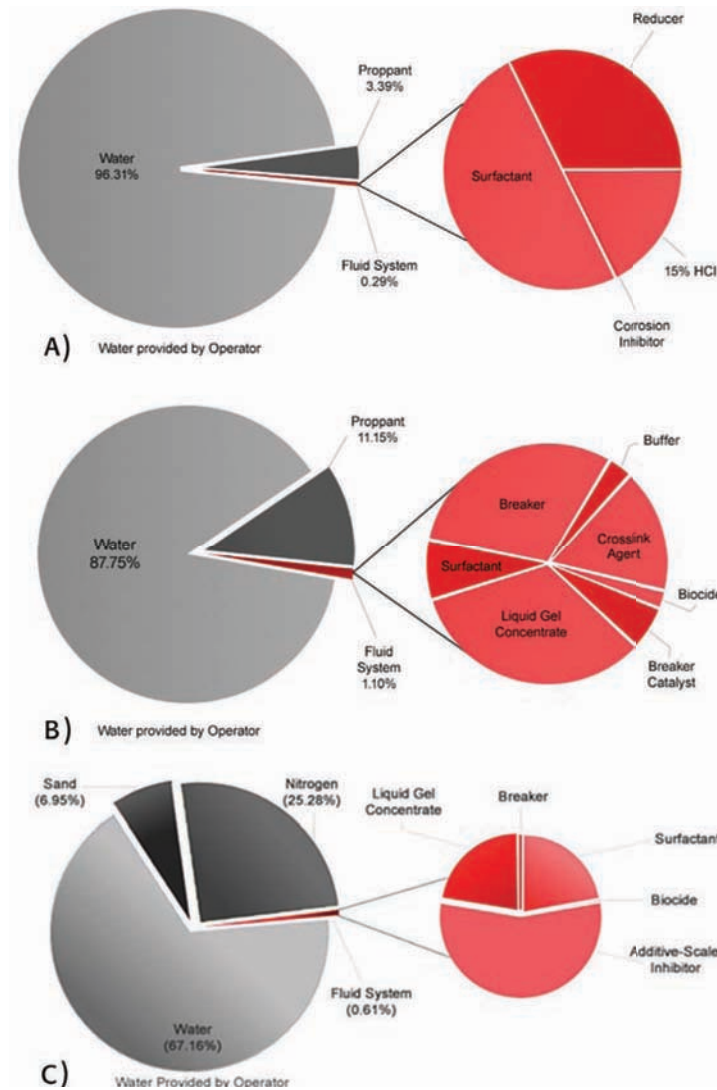 Reducer
Proppant
3.39%
Water
96.31%
Surfactant
Fluid System
0.29%
15% HCl
Corrosion
Inhibitor
A)
Water provided by Operator
Proppant
11.15%
Buffer
Breaker
Water
87.75%
Crossink
Agert
Surfactant
Biocide
Liquid Gel
Concentrate
Fluid
System
1.10%
Breaker
Catalyst
B)
Water provided by Operator
Sand
(6.95%)
Nitrogen
(25.28%)
Liquid Gel
Concentrate
Breaker
Surfactant
Biocide
Additive-Scale
Inhibitor
Fluid System
(0.61%)
Water
(67.16%)
C)
Water Provided by Operator